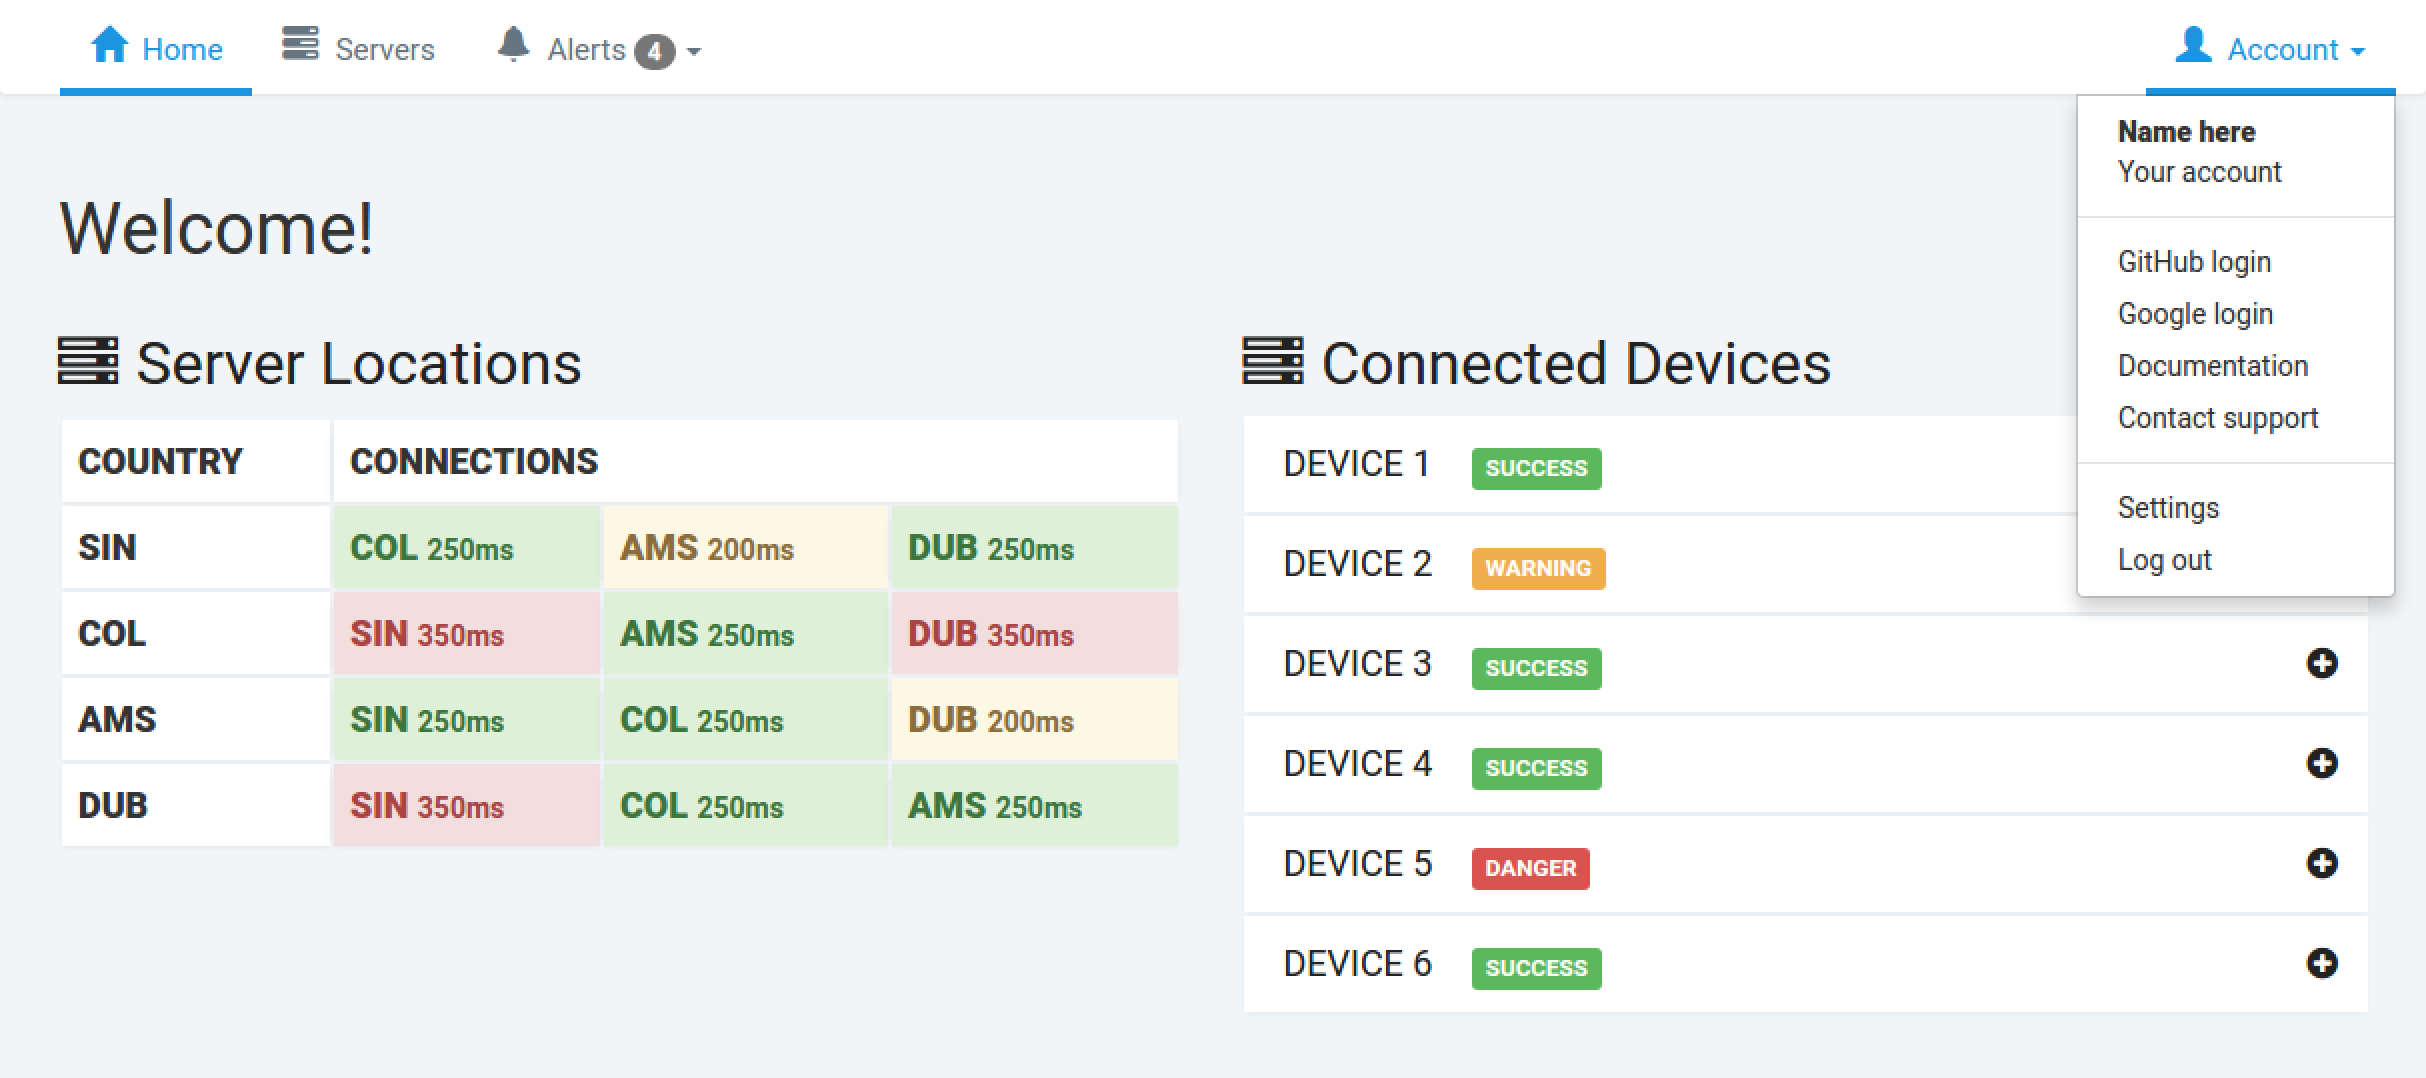 Home Servers Alerts 4 Account
Name here
Your account
GitHub login
Google login
Documentation
Contact support
Settings
Log out
Welcome!
Server Locations
COUNTRY CONNECTIONS
SIN COL 250ms AMS 200ms DUB 250ms
COL SIN 350ms AMS 250ms DUB 350ms
AMS SIN 250ms COL 250ms DUB 200ms
DUB SIN 350ms COL 250ms AMS 250ms
Connected Devices
DEVICE 1 SUCCESS
DEVICE 2 WARNING
DEVICE 3 SUCCESS
DEVICE 4 SUCCESS
DEVICE 5 DANGER
DEVICE 6 SUCCESS